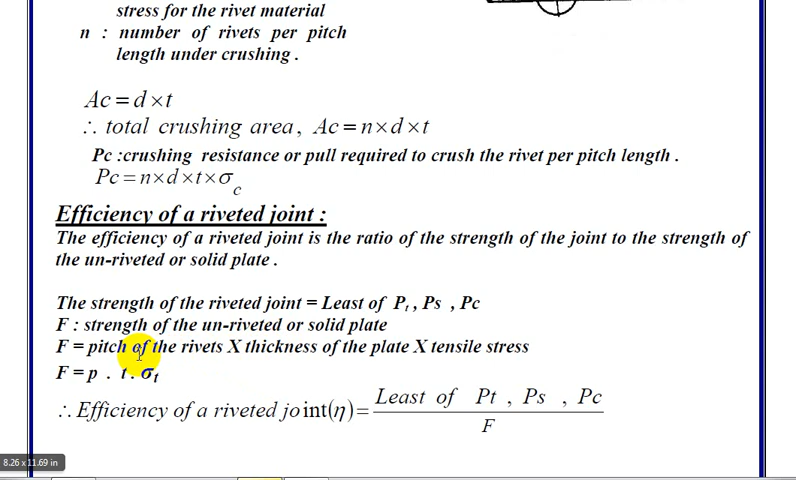 stress for the rivet material
n : number of rivets per pitch
length under crushing .
Ac = d × t
∴ total crushing area , Ac = n × d × t
Pc :crushing resistance or pull required to crush the rivet per pitch length .
Pc = n × d × t × σc
Efficiency of a riveted joint :
The efficiency of a riveted joint is the ratio of the strength of the joint to the strength of
the un-riveted or solid plate .
The strength of the riveted joint = Least of Pt , Ps , Pc
F : strength of the un-riveted or solid plate
F = pitch of the rivets X thickness of the plate X tensile stress
F = p . t . σt
∴ Efficiency of a riveted joint(η) = Least of Pt , Ps , Pc / F
8.26 x 11.69 in